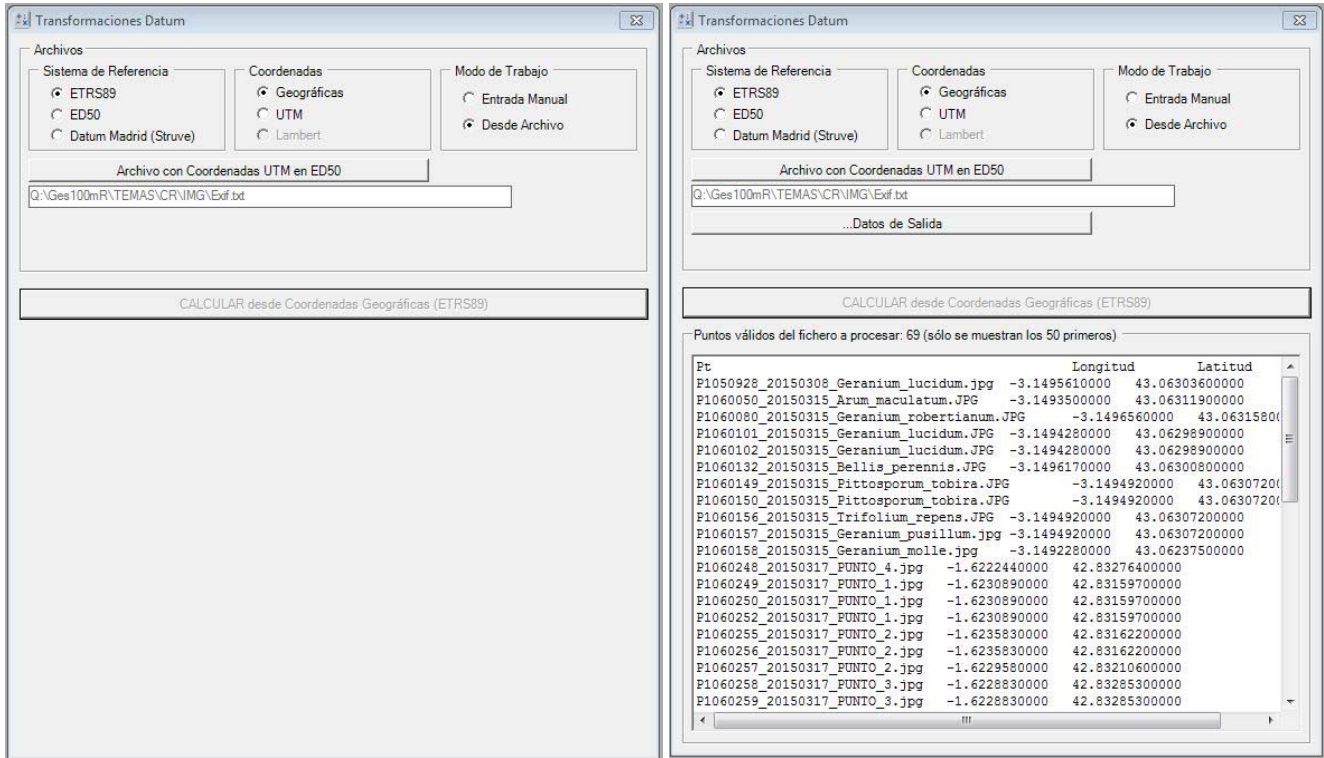 Transformaciones Datum
Archivos
Sistema de Referencia
Coordenadas
Modo de Trabajo
ETRS89
Geográficas
Entrada Manual
ED50
UTM
Desde Archivo
Datum Madrid (Struve)
Lambert
Archivo con Coordenadas UTM en ED50
Q:\Ges100mR\TEMAS\CR\IMG\Exif.txt
CALCULAR desde Coordenadas Geográficas (ETRS89)
Transformaciones Datum
Archivos
Sistema de Referencia
Coordenadas
Modo de Trabajo
ETRS89
Geográficas
Entrada Manual
ED50
UTM
Desde Archivo
Datum Madrid (Struve)
Lambert
Archivo con Coordenadas UTM en ED50
Q:\Ges100mR\TEMAS\CR\IMG\Exif.txt
...Datos de Salida
CALCULAR desde Coordenadas Geográficas (ETRS89)
Puntos válidos del fichero a procesar: 69 (sólo se muestran los 50 primeros)
Pt Longitud Latitud
P1050928_20150308_Geranium_lucidum.jpg -3.1495610000 43.06303600000
P1060050_20150315_Arum_maculatum.JPG -3.1493500000 43.06311900000
P1060080_20150315_Geranium_robertianum.JPG -3.1496560000 43.0631580(
P1060101_20150315_Geranium_lucidum.JPG -3.1494280000 43.06298900000
P1060102_20150315_Geranium_lucidum.JPG -3.1494280000 43.06298900000
P1060132_20150315_Bellis_perennis.JPG -3.1496170000 43.06300800000
P1060149_20150315_Pittosporum_tobira.JPG -3.1494920000 43.0630720(
P1060150_20150315_Pittosporum_tobira.JPG -3.1494920000 43.0630720(
P1060156_20150315_Trifolium_repens.JPG -3.1494920000 43.06307200000
P1060157_20150315_Geranium_pusillum.jpg -3.1494920000 43.06307200000
P1060158_20150315_Geranium_molle.jpg -3.1492280000 43.06237500000
P1060248_20150317_PUNTO_4.jpg -1.6222440000 42.83276400000
P1060249_20150317_PUNTO_1.jpg -1.6230890000 42.83159700000
P1060250_20150317_PUNTO_1.jpg -1.6230890000 42.83159700000
P1060252_20150317_PUNTO_1.jpg -1.6230890000 42.83159700000
P1060255_20150317_PUNTO_2.jpg -1.6235830000 42.83162200000
P1060256_20150317_PUNTO_2.jpg -1.6235830000 42.83162200000
P1060257_20150317_PUNTO_2.jpg -1.6229580000 42.83210600000
P1060258_20150317_PUNTO_3.jpg -1.6228830000 42.83285300000
P1060259_20150317_PUNTO_3.jpg -1.6228830000 42.83285300000